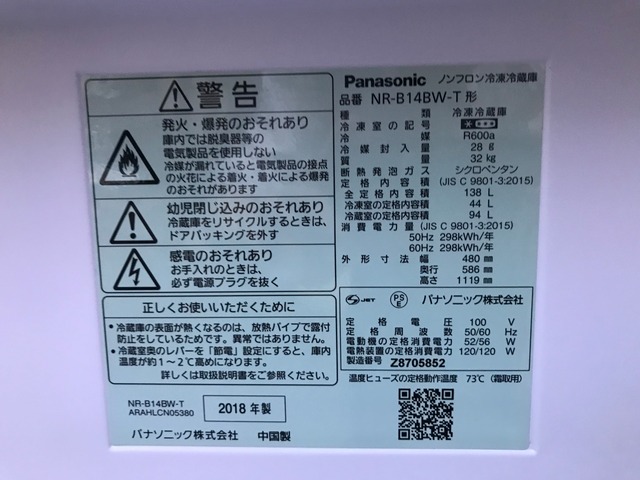 警告
発火・爆発のおそれあり
庫内では脱臭器等の
電気製品を使用しない
冷媒が漏れていると電気製品の接点
の火花による着火・着火による爆発
のおそれあり
幼児閉じ込みのおそれあり
冷蔵庫をリサイクルするときは、
ドアパッキングを外す
感電のおそれあり
お手入れのときは、
必ず電源プラグを抜く
正しくお使いいただくために
・冷蔵庫の表面が熱くなるのは、放熱パイプで露付
防止をしているためです。異常ではありません。
・冷蔵室奥のレバーを「節電」設定にすると、庫内
温度が約1~2℃高めになります。
詳しくは取扱説明書をご参照ください。
NR-B14BW-T
ARAHLCN05380
2018年製
パナソニック株式会社 中国製
Panasonic ノンフロン冷凍冷蔵庫
品番 NR-B14BW-T形
種類 冷凍冷蔵庫
冷凍室の記号
冷媒 R600a
冷媒封入量 28 g
質量 32 kg
断熱発泡ガス シクロペンタン
定格内容積 (JIS C 9801-3:2015)
138 L
冷凍室の定格内容積 44 L
冷蔵室の定格内容積 94 L
消費電力量 (JIS C 9801-3:2015)
50Hz 298kWh/年
60Hz 298kWh/年
外形寸法 幅 480 mm
奥行 586 mm
高さ 1119 mm
JET PS E パナソニック株式会社
定格電圧 100 V
定格周波数 50/60 Hz
電動機の定格消費電力 52/56 W
電熱装置の定格消費電力 120/120 W
製造番号 Z8705852
温度ヒューズの定格動作温度 73℃(霜取用)